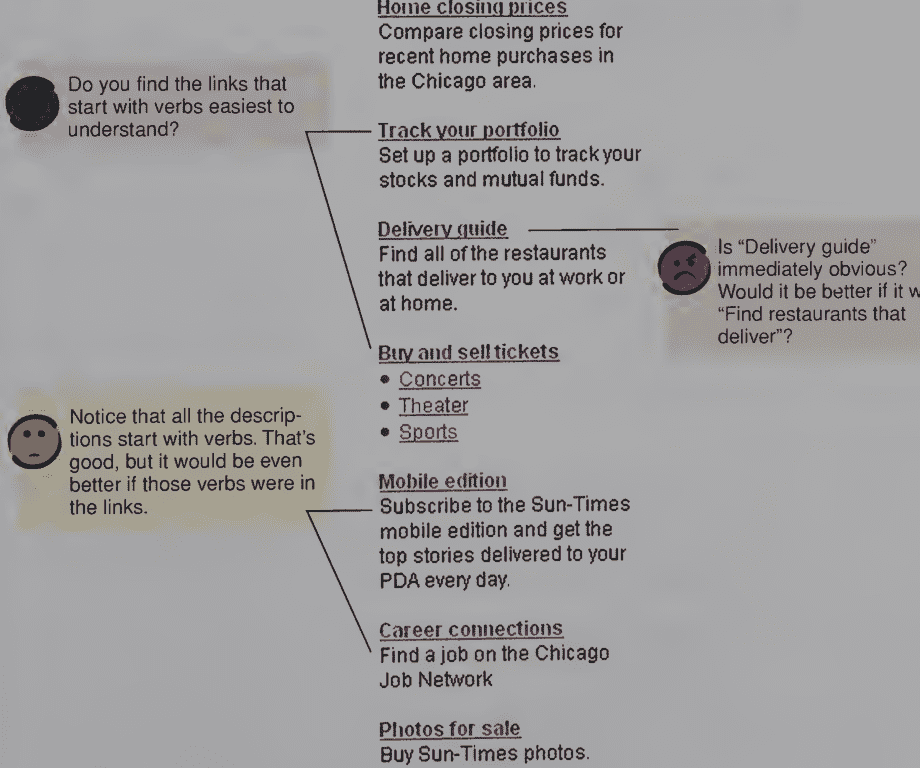 Home closing prices
Compare closing prices for
recent home purchases in
the Chicago area.
Do you find the links that
start with verbs easiest to
understand?
Track your portfolio
Set up a portfolio to track your
stocks and mutual funds.
Delivery guide
Find all of the restaurants
that deliver to you at work or
at home.
Is “Delivery guide”
immediately obvious?
Would it be better if it
“Find restaurants that
deliver”?
Buy and sell tickets
• Concerts
• Theater
• Sports
Notice that all the descrip-
tions start with verbs. That's
good, but it would be even
better if those verbs were in
the links.
Mobile edition
Subscribe to the Sun-Times
mobile edition and get the
top stories delivered to your
PDA every day.
Career connections
Find a job on the Chicago
Job Network
Photos for sale
Buy Sun-Times photos.